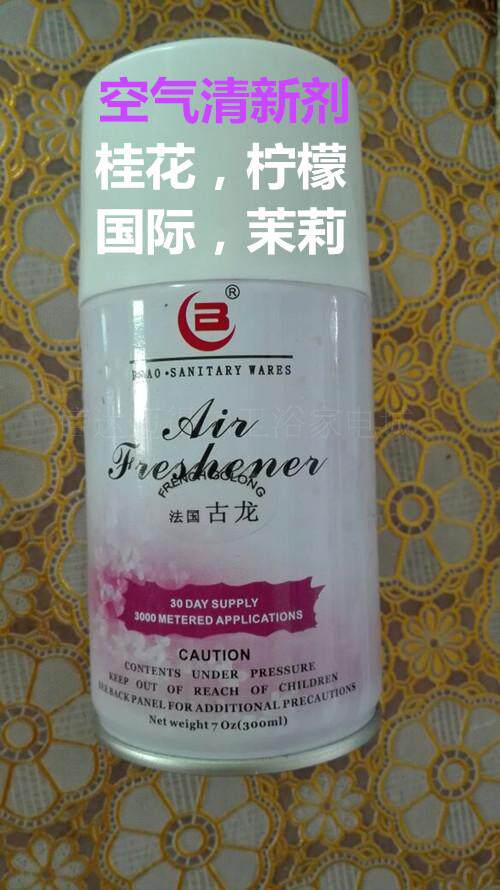 空气清新剂
桂花，柠檬
国际，茉莉
B®
SANITARY WARES
Air
Freshener
FRENCH GOLONG
法国 古龙
30 DAY SUPPLY
3000 METERED APPLICATIONS
CAUTION
CONTENTS UNDER PRESSURE
KEEP OUT OF REACH OF CHILDREN
SEE BACK PANEL FOR ADDITIONAL PRECAUTIONS
Net weight 7 Oz(300ml)